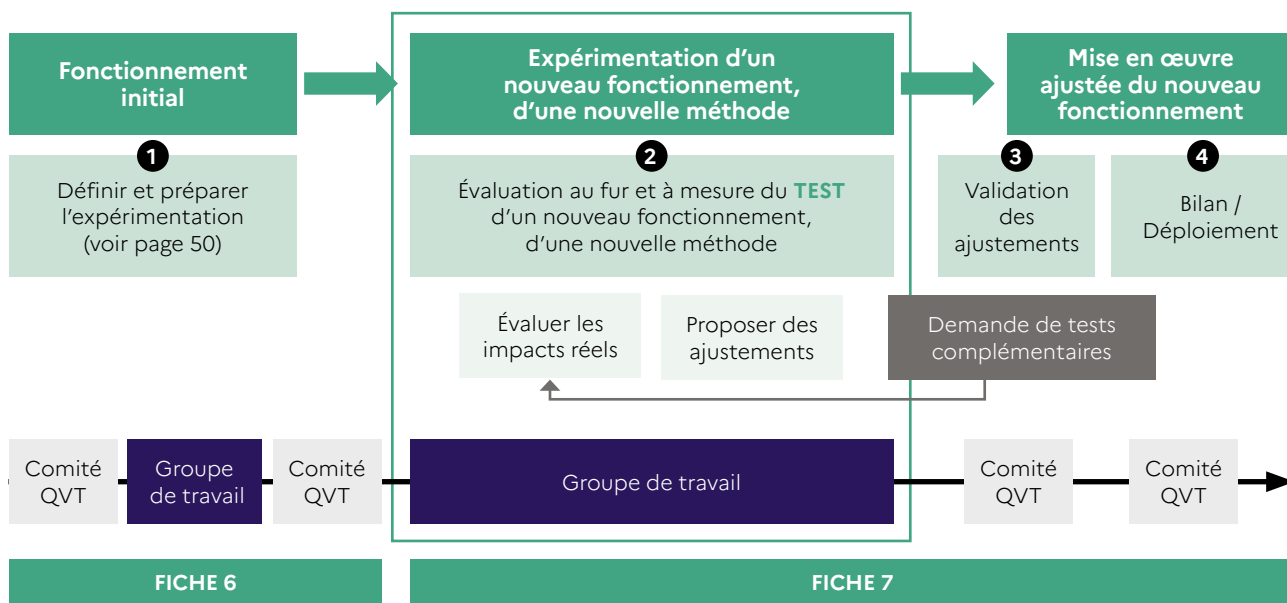 Fonctionnement
initial
Expérimentation d’un
nouveau fonctionnement,
d’une nouvelle méthode
Mise en œuvre
ajustée du nouveau
fonctionnement
1
Définir et préparer
l’expérimentation
(voir page 50)
2
Évaluation au fur et à mesure du TEST
d’un nouveau fonctionnement,
d’une nouvelle méthode
3
Validation
des
ajustements
4
Bilan /
Déploiement
Évaluer les
impacts réels
Proposer des
ajustements
Demande de tests
complémentaires
Comité
QVT
Groupe
de travail
Comité
QVT
Groupe de travail
Comité
QVT
Comité
QVT
FICHE 6
FICHE 7